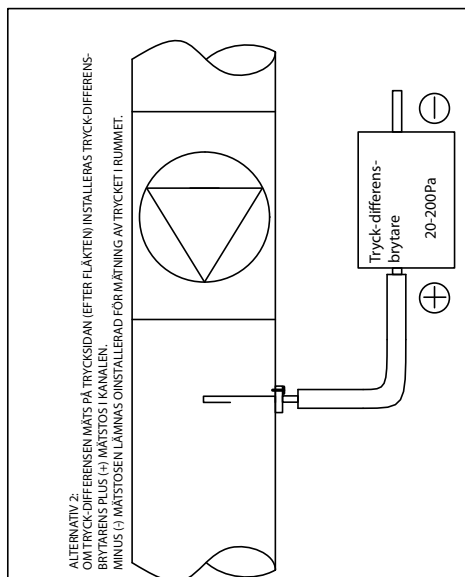 ALTERNATIV 2:
OM TRYCK-DIFFERENSEN MÄTS PÅ TRYCKSIDAN (EFTER FLÄKTEN) INSTALLERAS TRYCK-DIFFERENS-
BRYTARENS PLUS (+) MÄTSTOS I KANALEN.
MINUS (-) MÄTSTOSEN LÄMNAS OINSTALLERAD FÖR MÄTNING AV TRYCKET I RUMMET.
Tryck-differens-
brytare
20-200Pa
+
−